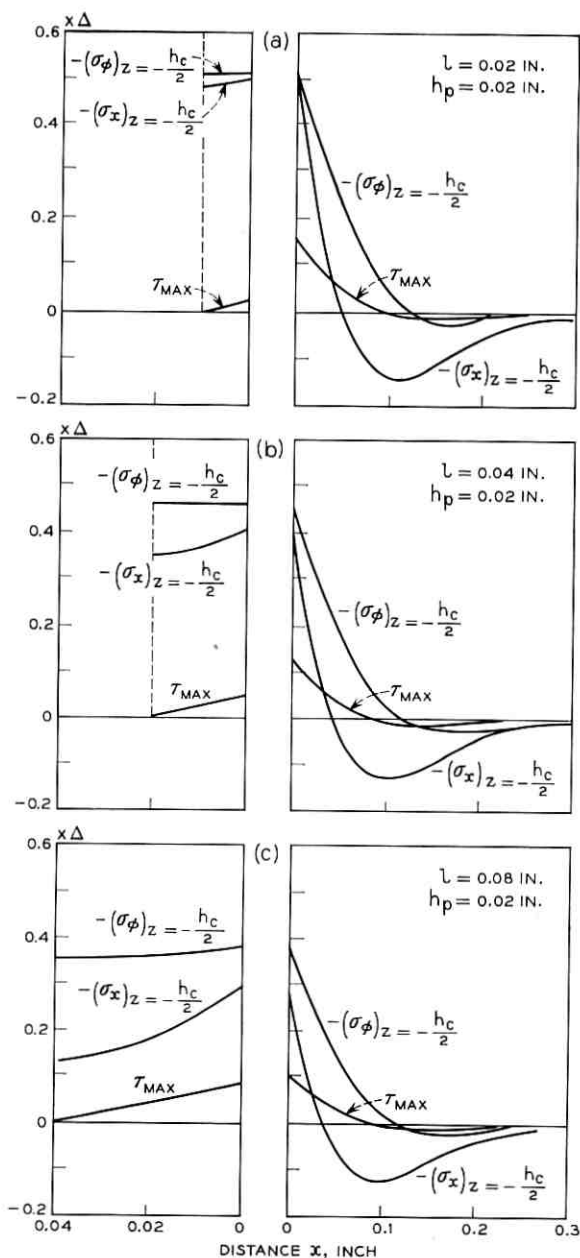 × Δ
0.6
(a)
-(σφ)z = - hc/2
l = 0.02 IN.
hp = 0.02 IN.
-(σx)z = - hc/2
0.4
-(σφ)z = - hc/2
0.2
τMAX
τMAX
0
-(σx)z = - hc/2
-0.2
× Δ
0.6
(b)
-(σφ)z = - hc/2
l = 0.04 IN.
hp = 0.02 IN.
0.4
-(σx)z = - hc/2
-(σφ)z = - hc/2
0.2
τMAX
τMAX
0
-(σx)z = - hc/2
-0.2
× Δ
0.6
(c)
l = 0.08 IN.
hp = 0.02 IN.
-(σφ)z = - hc/2
0.4
-(σx)z = - hc/2
-(σφ)z = - hc/2
0.2
τMAX
τMAX
0
-(σx)z = - hc/2
-0.2
0.04 0.02 0 0 0.1 0.2 0.3
DISTANCE x, INCH